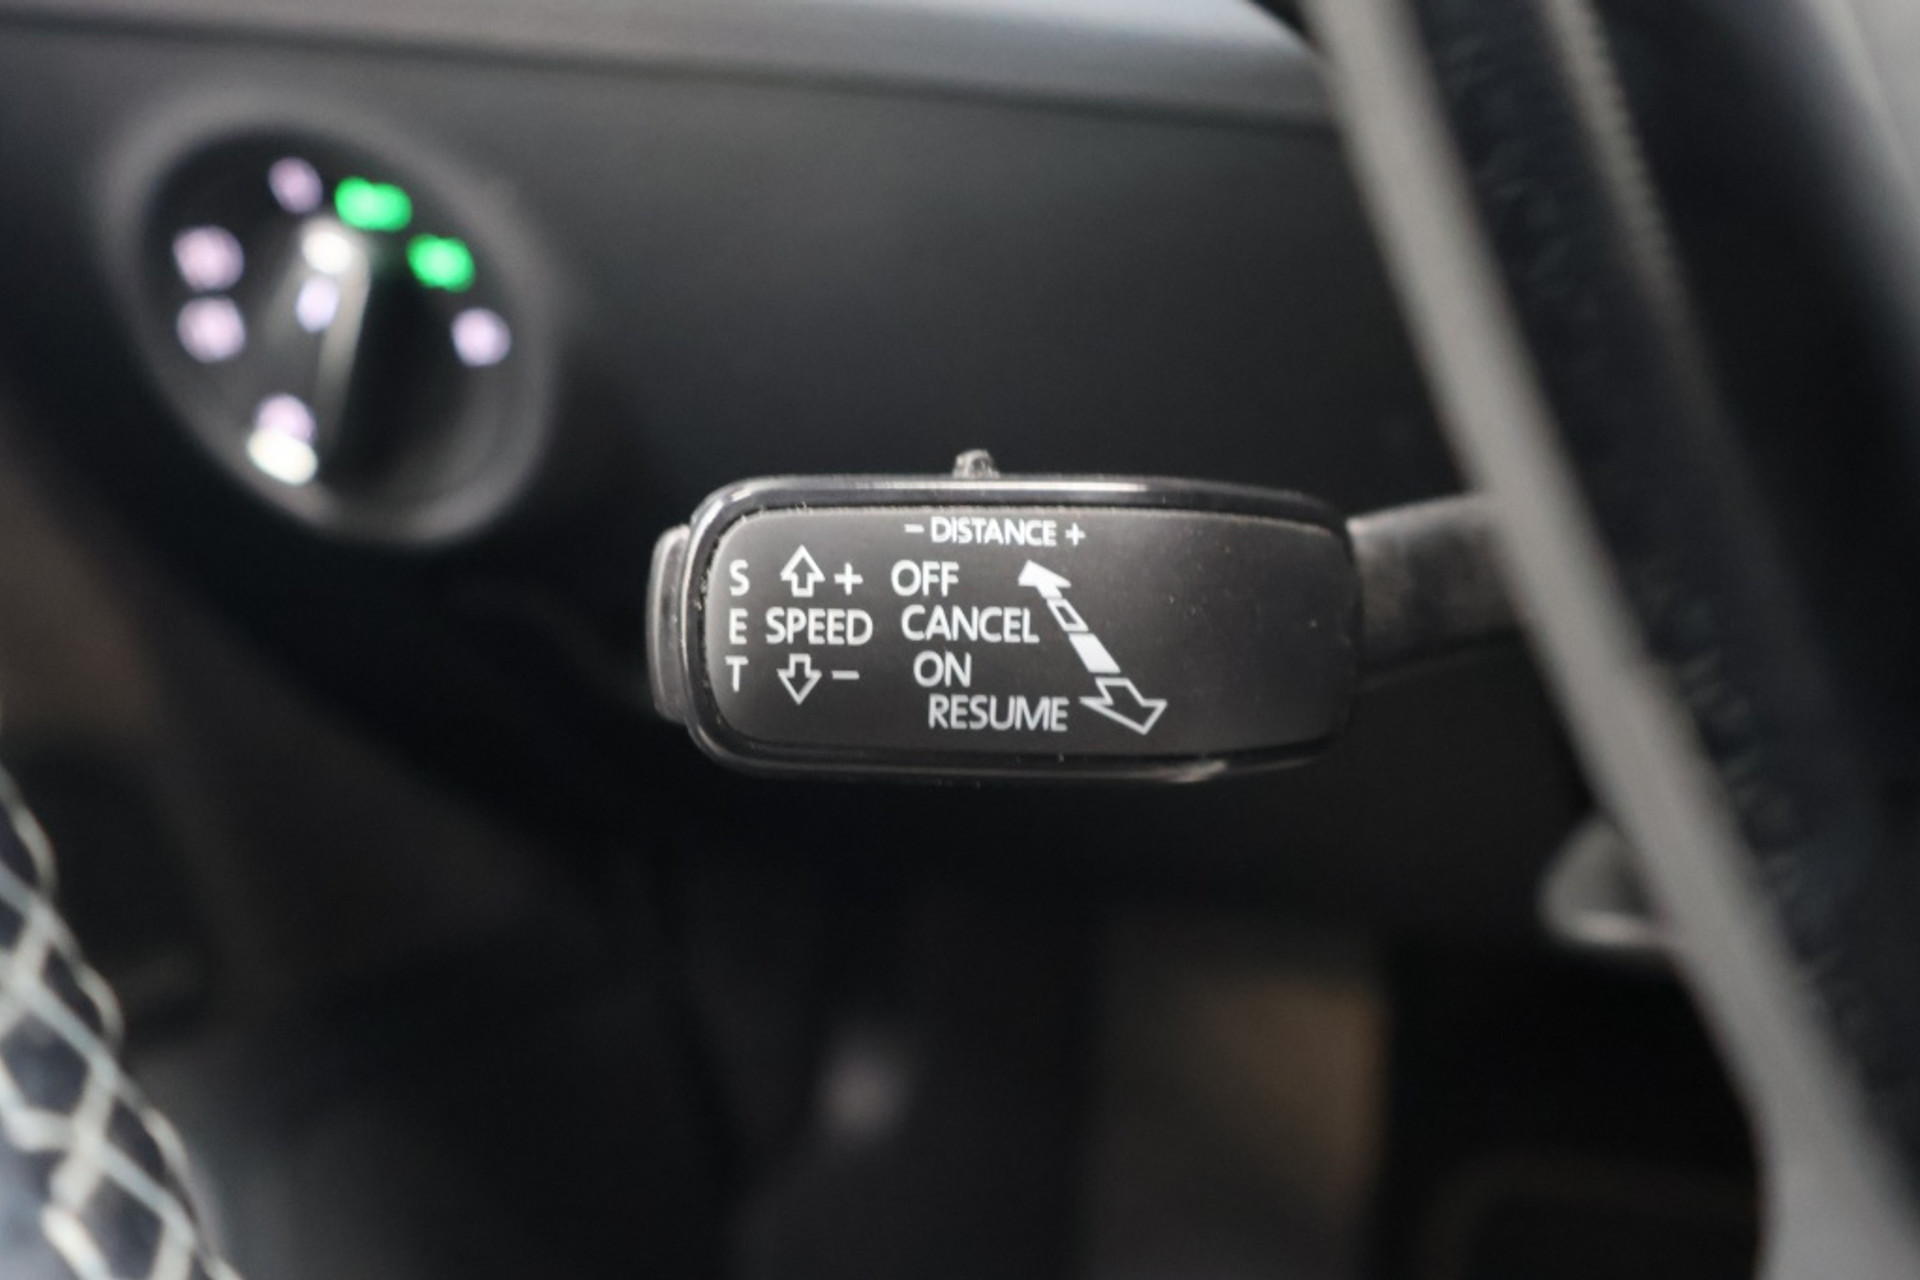 - DISTANCE +
S + OFF
E SPEED CANCEL
T - ON
RESUME